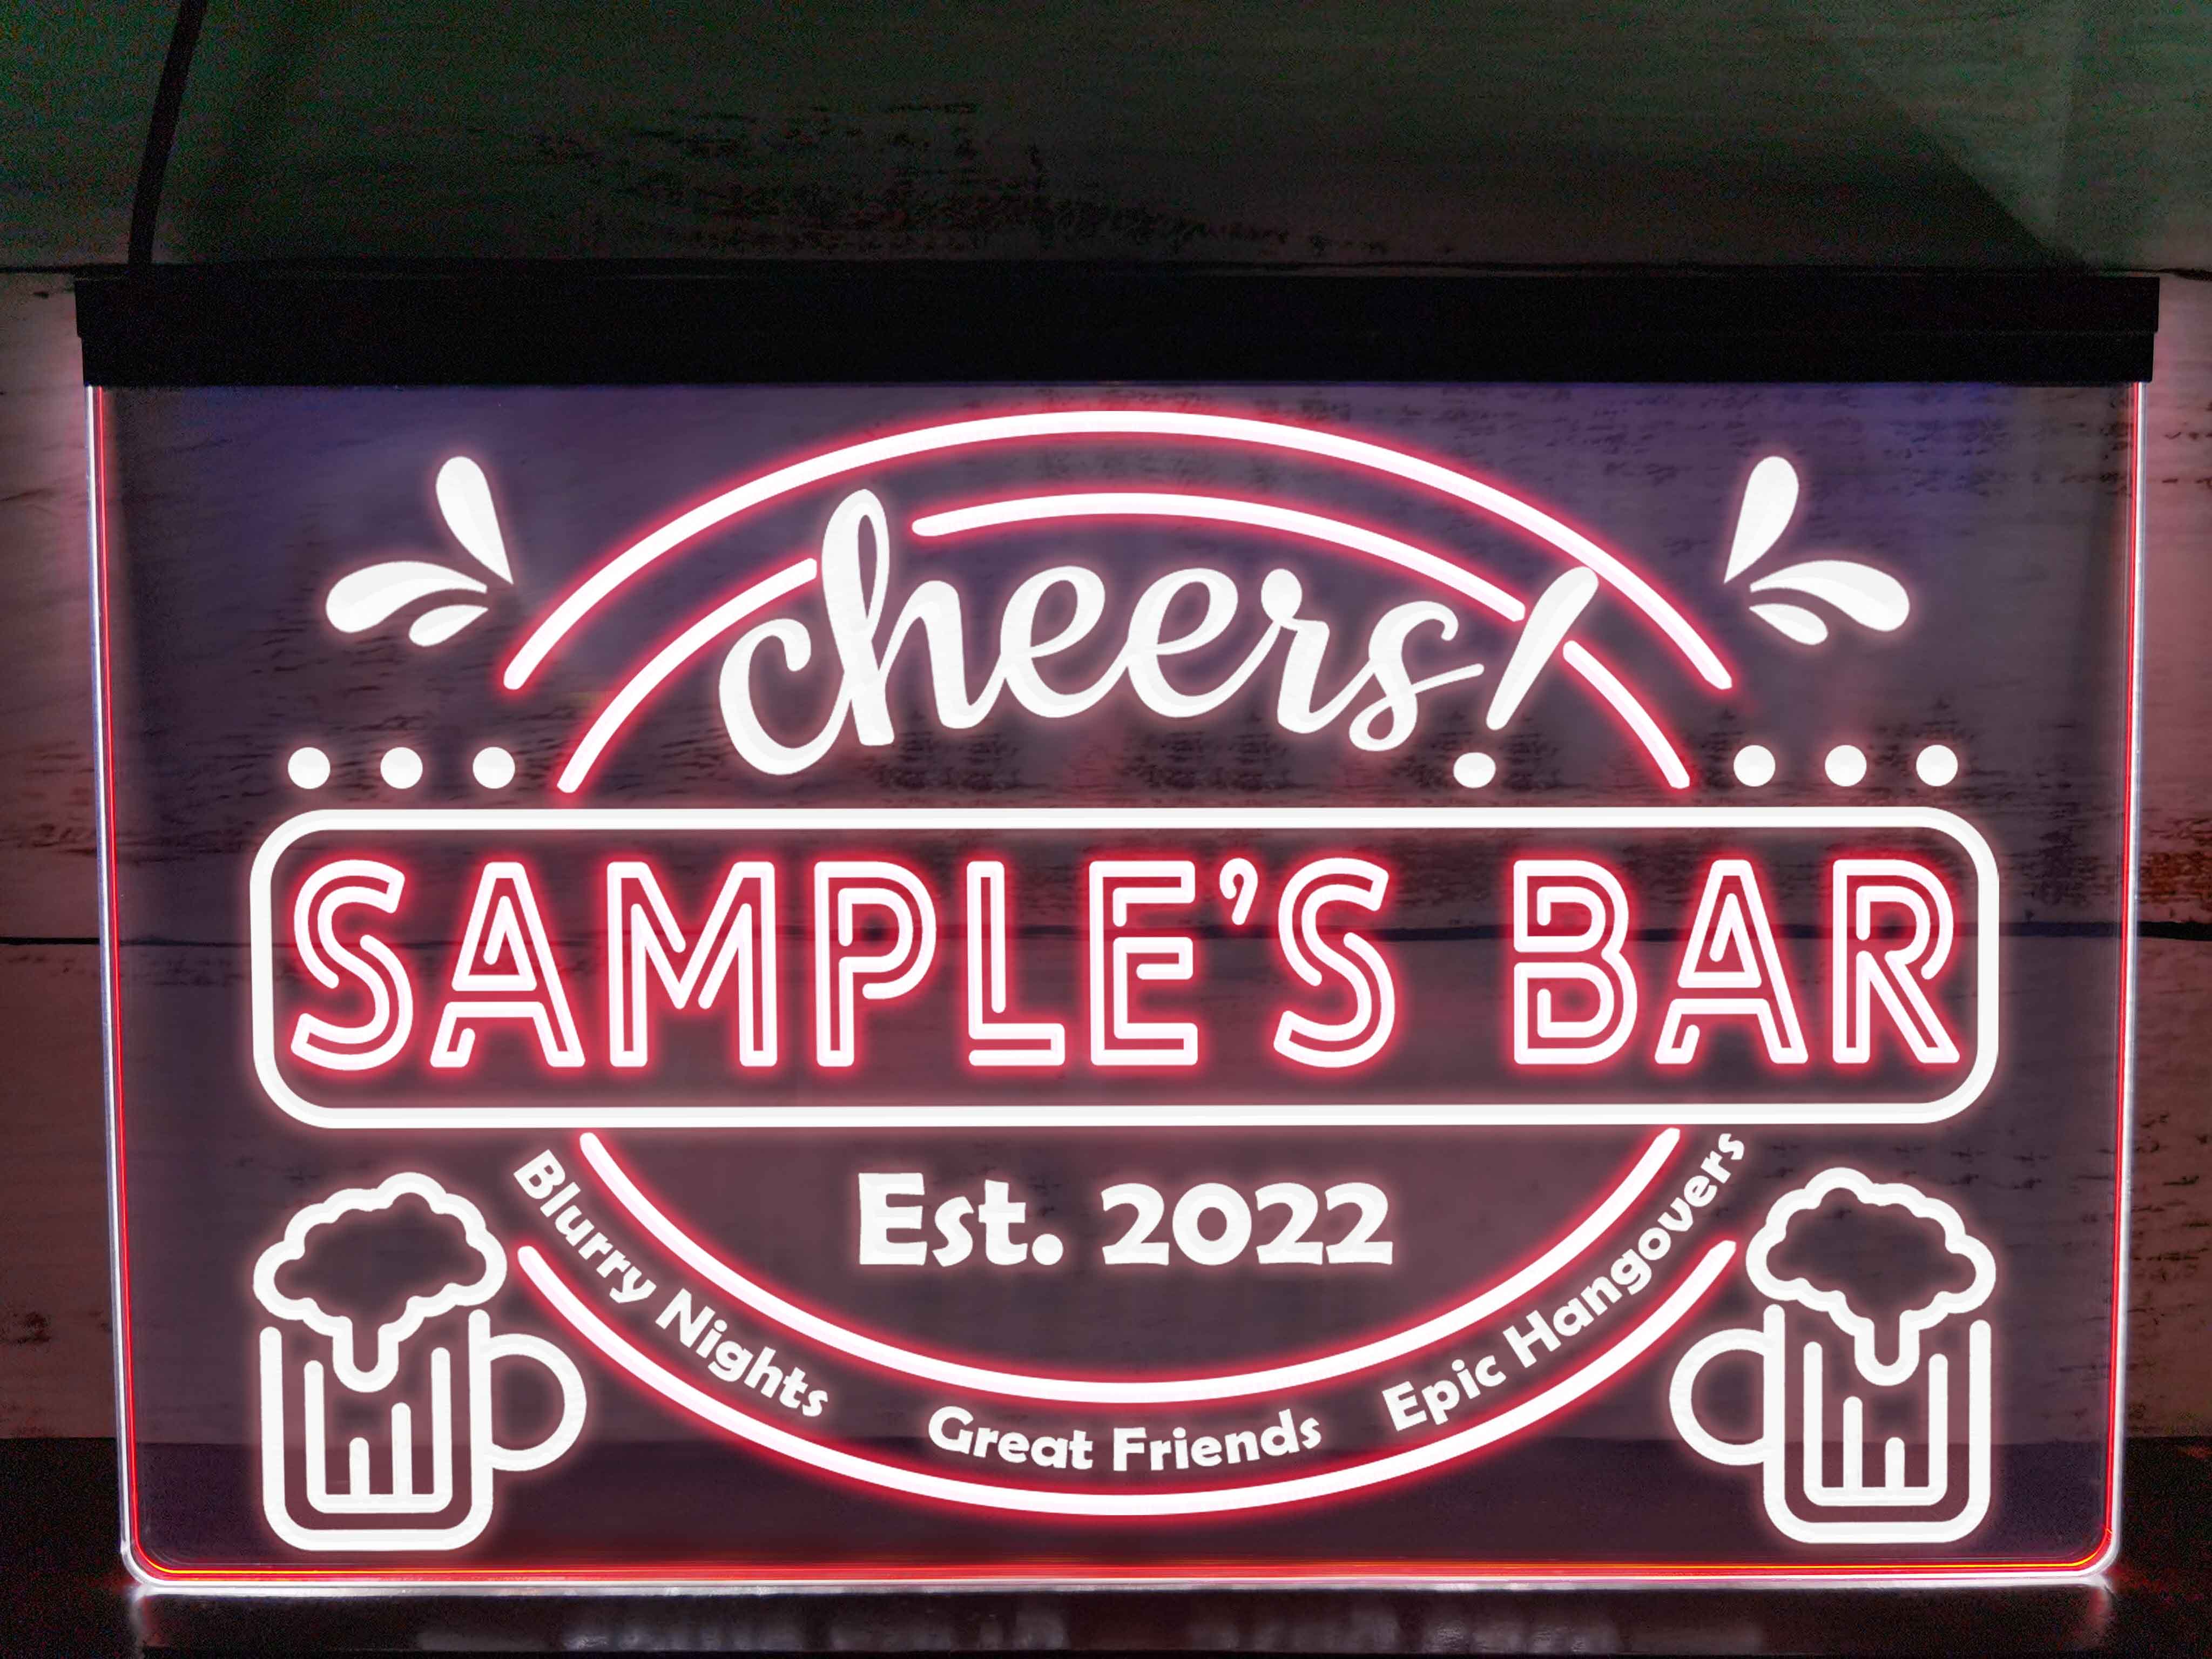 cheers!
SAMPLE’S BAR
Est. 2022
Blurry Nights Great Friends Epic Hangovers